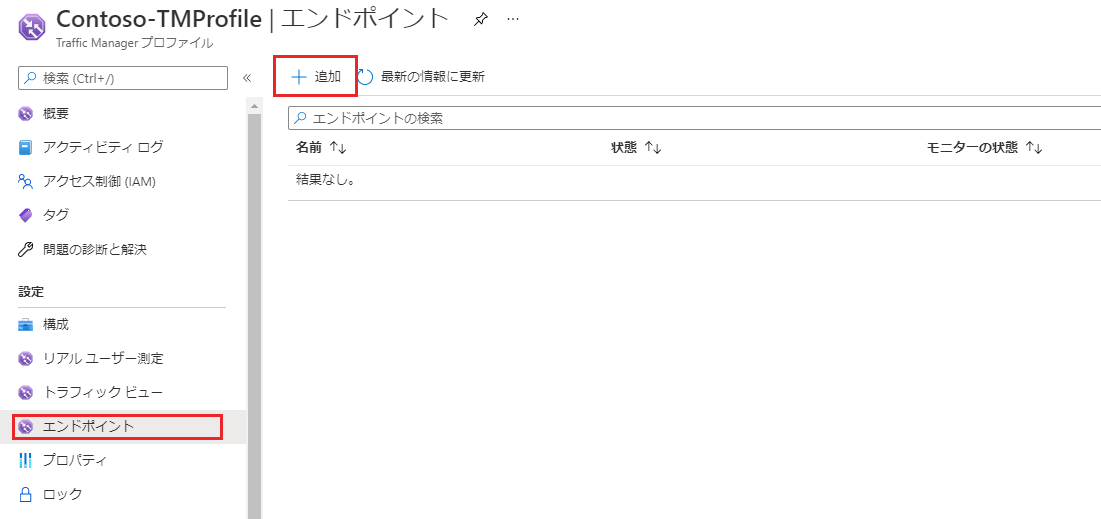 Contoso-TMProfile | エンドポイント ...
Traffic Manager プロファイル
検索 (Ctrl+/)
«
概要
アクティビティ ログ
アクセス制御 (IAM)
タグ
問題の診断と解決
設定
構成
リアル ユーザー測定
トラフィック ビュー
エンドポイント
プロパティ
ロック
追加 最新の情報に更新
エンドポイントの検索
名前 ↑↓ 状態 ↑↓ モニターの状態 ↑↓
結果なし。